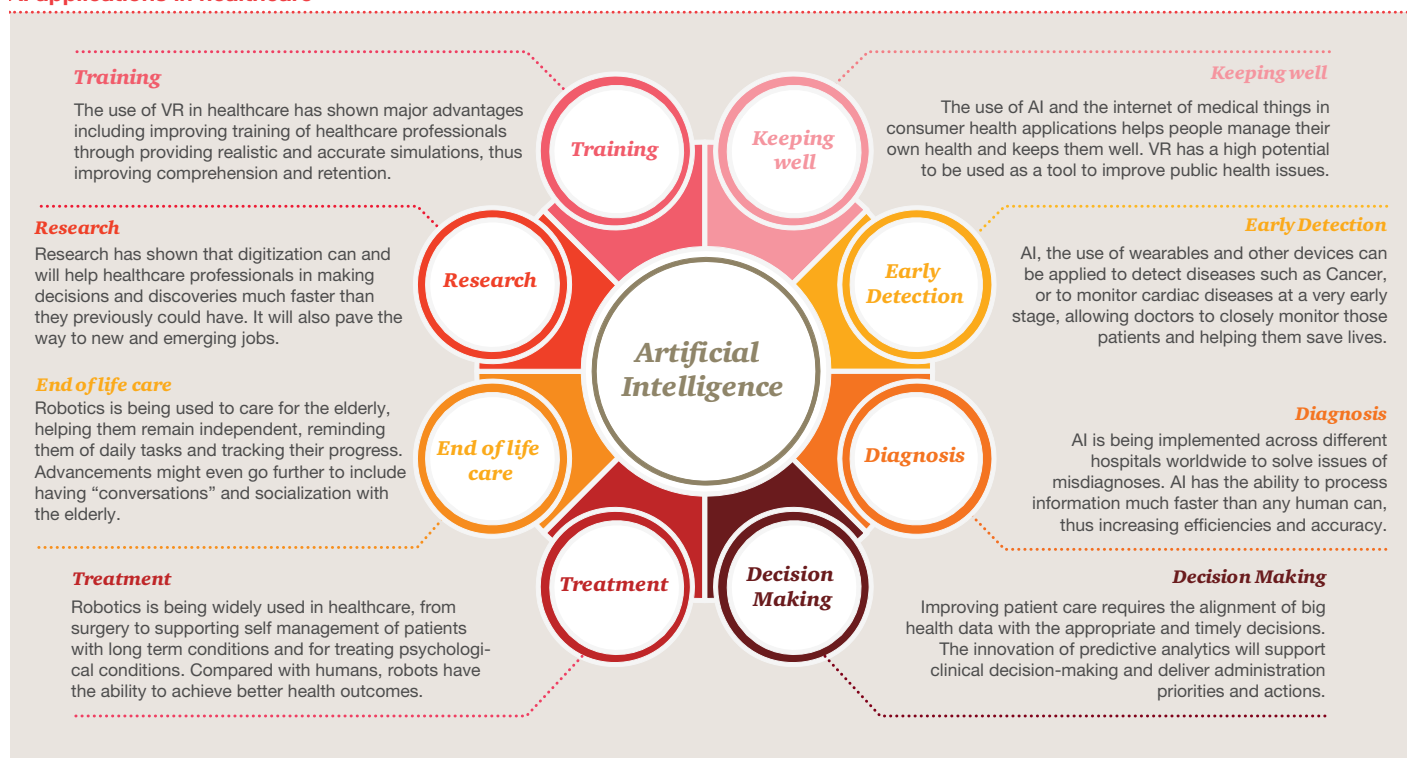 AI applications in healthcare
Training
The use of VR in healthcare has shown major advantages
including improving training of healthcare professionals
through providing realistic and accurate simulations, thus
improving comprehension and retention.
Research
Research has shown that digitization can and
will help healthcare professionals in making
decisions and discoveries much faster than
they previously could have. It will also pave the
way to new and emerging jobs.
End of life care
Robotics is being used to care for the elderly,
helping them remain independent, reminding
them of daily tasks and tracking their progress.
Advancements might even go further to include
having “conversations” and socialization with
the elderly.
Treatment
Robotics is being widely used in healthcare, from
surgery to supporting self management of patients
with long term conditions and for treating psychologi-
cal conditions. Compared with humans, robots have
the ability to achieve better health outcomes.
Training
Keeping
well
Research
Early
Detection
Artificial
Intelligence
End of life
care
Diagnosis
Treatment
Decision
Making
Keeping well
The use of AI and the internet of medical things in
consumer health applications helps people manage their
own health and keeps them well. VR has a high potential
to be used as a tool to improve public health issues.
Early Detection
AI, the use of wearables and other devices can
be applied to detect diseases such as Cancer,
or to monitor cardiac diseases at a very early
stage, allowing doctors to closely monitor those
patients and helping them save lives.
Diagnosis
AI is being implemented across different
hospitals worldwide to solve issues of
misdiagnoses. AI has the ability to process
information much faster than any human can,
thus increasing efficiencies and accuracy.
Decision Making
Improving patient care requires the alignment of big
health data with the appropriate and timely decisions.
The innovation of predictive analytics will support
clinical decision-making and deliver administration
priorities and actions.